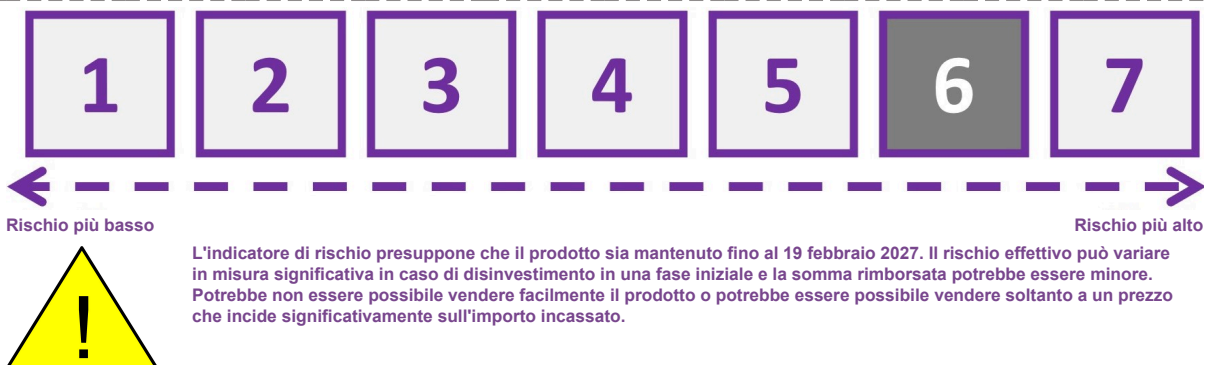 1 2 3 4 5 6 7
Rischio più basso Rischio più alto
L'indicatore di rischio presuppone che il prodotto sia mantenuto fino al 19 febbraio 2027. Il rischio effettivo può variare
in misura significativa in caso di disinvestimento in una fase iniziale e la somma rimborsata potrebbe essere minore.
Potrebbe non essere possibile vendere facilmente il prodotto o potrebbe essere possibile vendere soltanto a un prezzo
che incide significativamente sull'importo incassato.
!